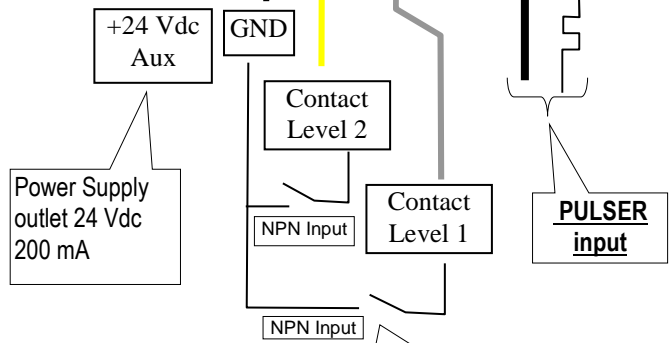 +24 Vdc
Aux
GND
Contact
Level 2
Power Supply
outlet 24 Vdc
200 mA
NPN Input
Contact
Level 1
PULSER
input
NPN Input